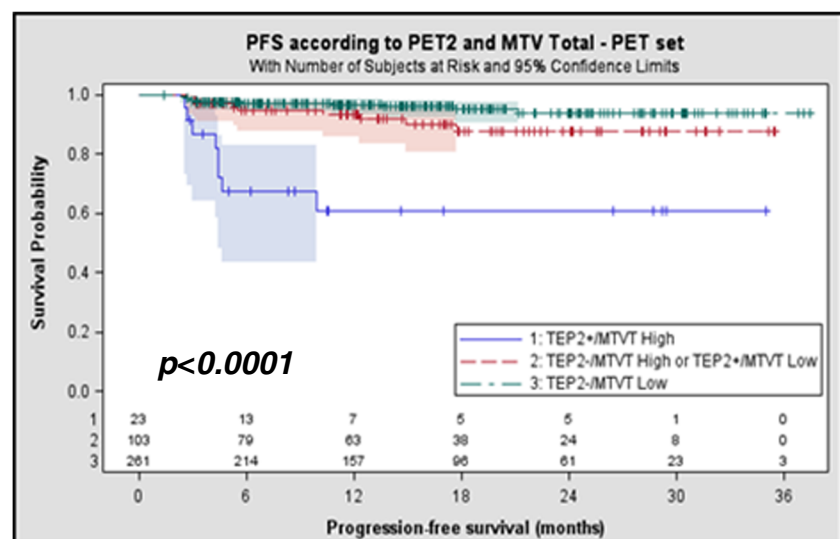 PFS according to PET2 and MTV Total - PET set
With Number of Subjects at Risk and 95% Confidence Limits
Survival Probability
1.0
0.8
0.6
0.4
0.2
0.0
p<0.0001
1: TEP2+/MTVT High
2: TEP2-/MTVT High or TEP2+/MTVT Low
3: TEP2-/MTVT Low
1 23 13 7 5 5 1 0
2 103 79 63 38 24 8 0
3 261 214 157 96 61 23 3
0 6 12 18 24 30 36
Progression-free survival (months)